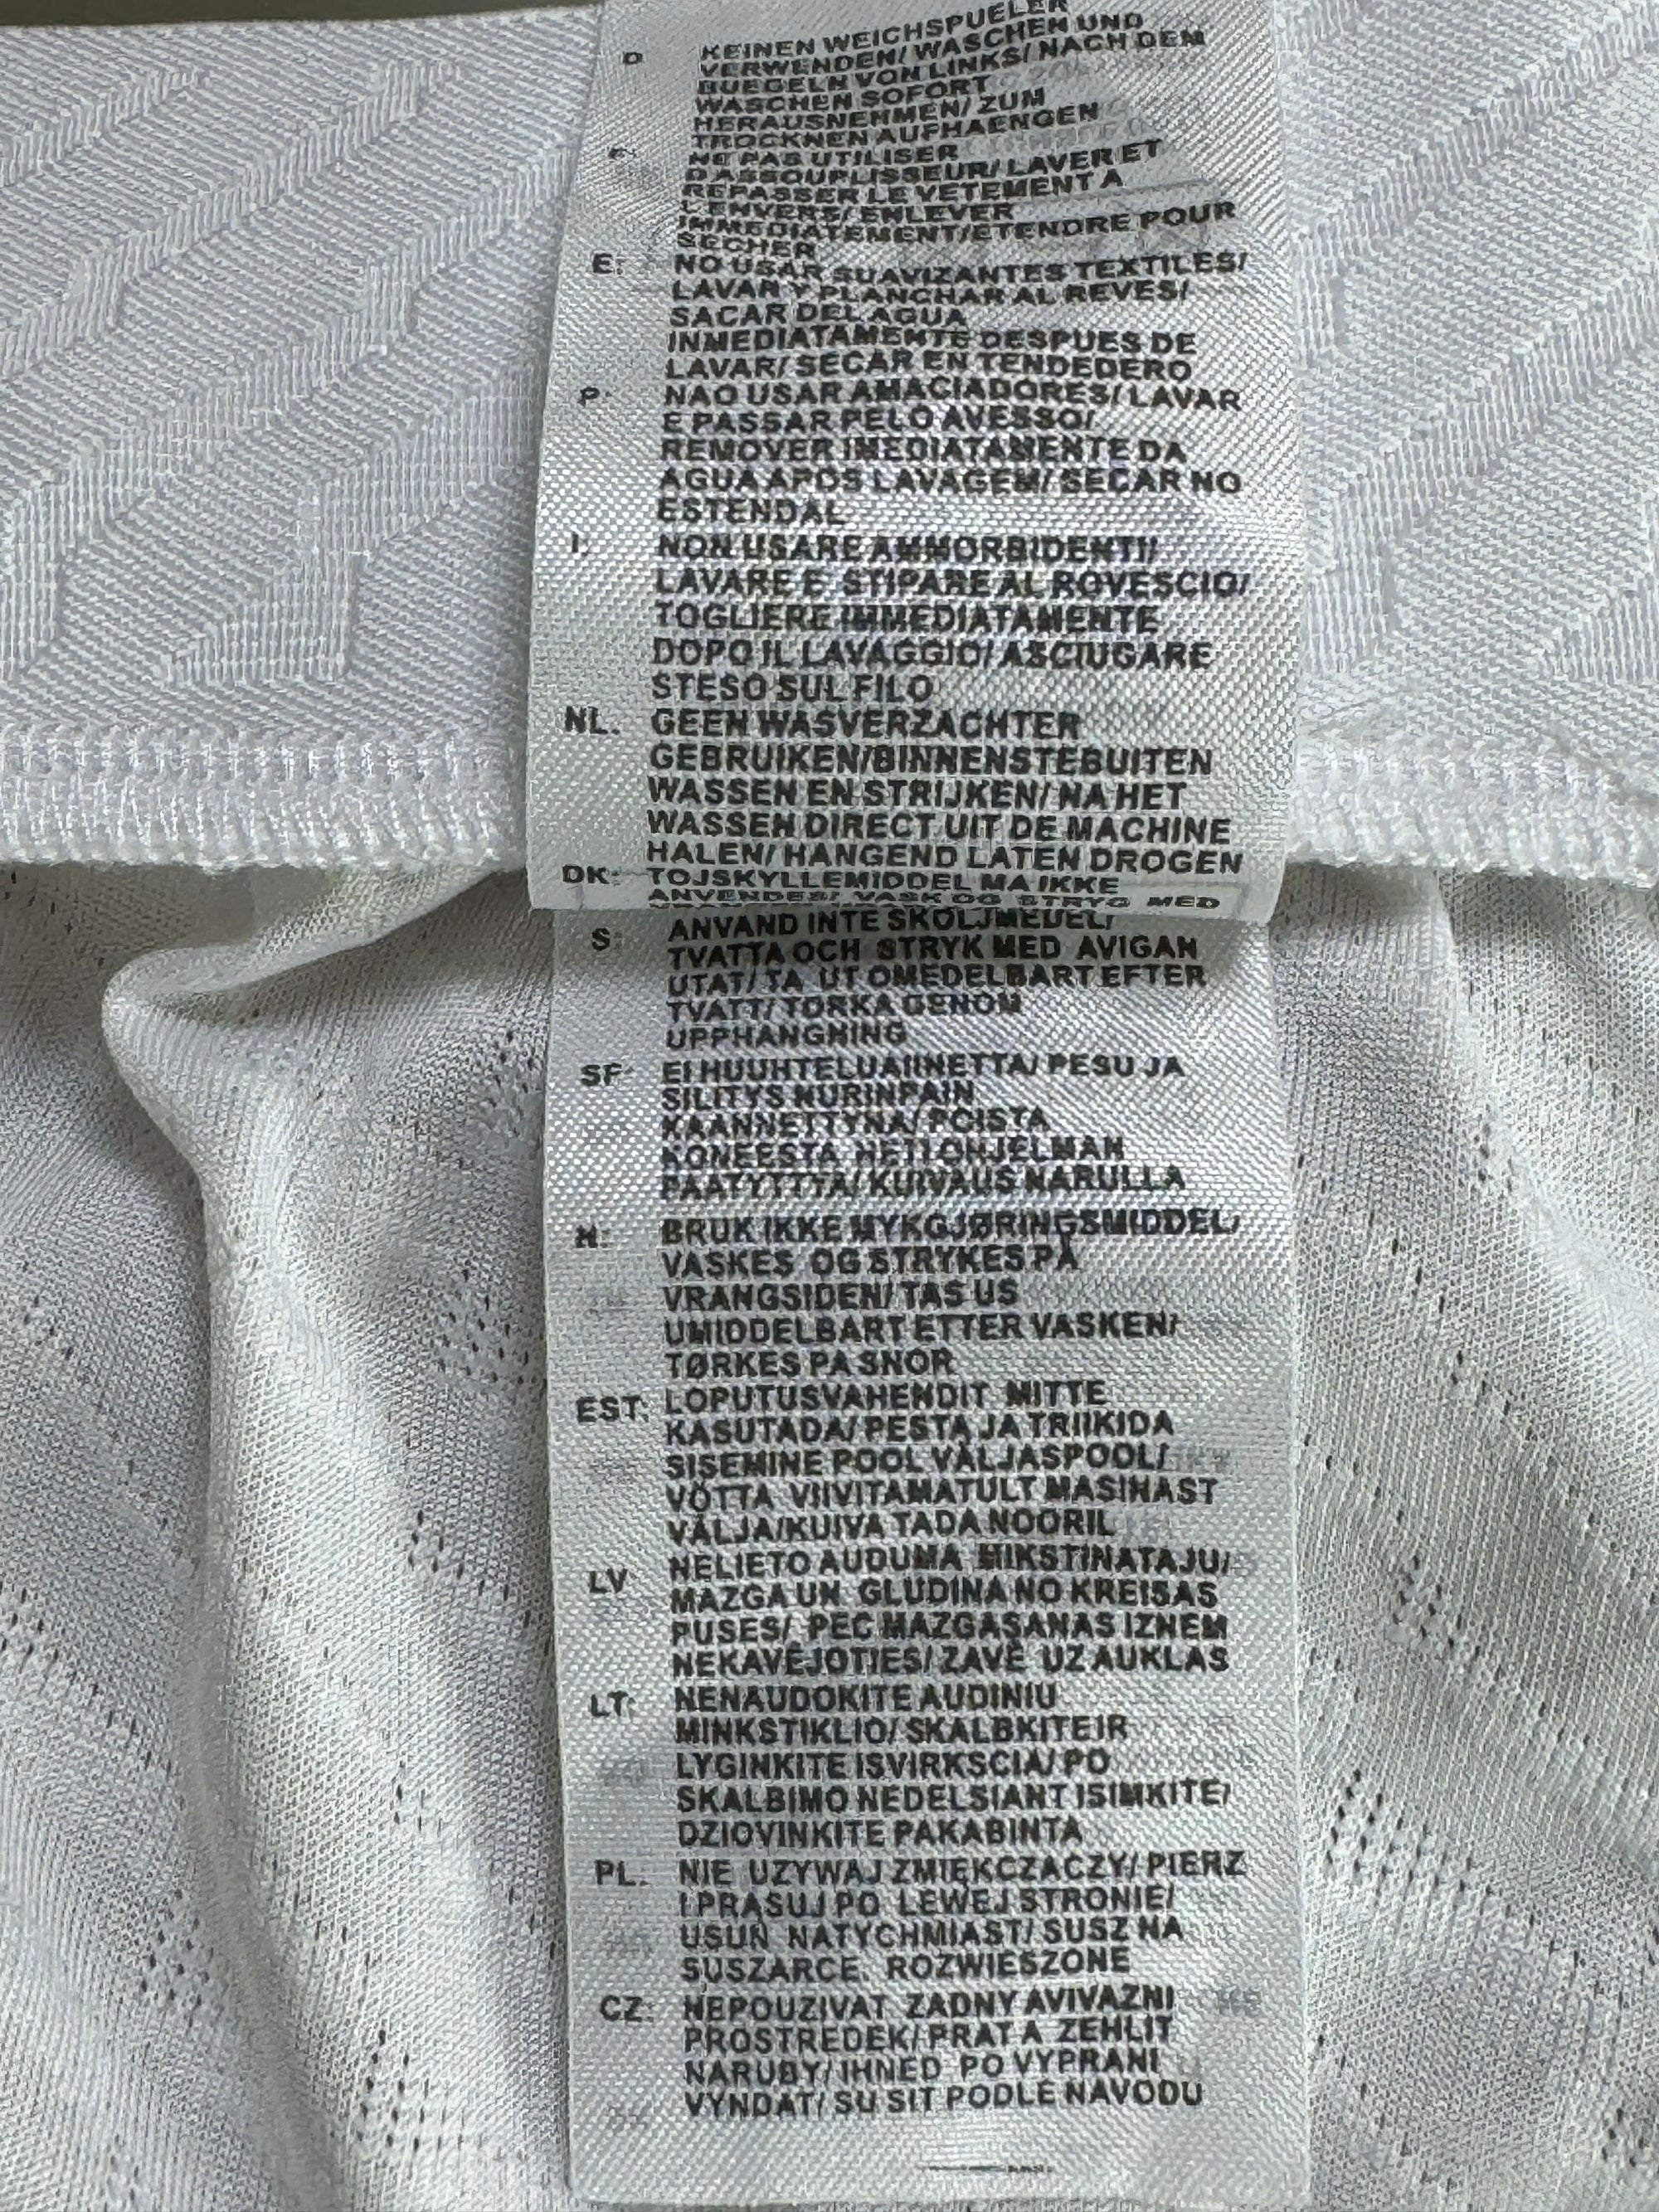 D KEINEN WEICHSPUELER
VERWENDEN/ WASCHEN UND
BUEGELN VON LINKS/ NACH DEM
WASCHEN SOFORT
HERAUSNEHMEN/ ZUM
TROCKNEN AUFHAENGEN
F: NE PAS UTILISER
D ASSOUPLISSEUR/ LAVER ET
REPASSER LE VETEMENT A
L ENVERS/ ENLEVER
IMMEDIATEMENT/ETENDRE POUR
SECHER
E: NO USAR SUAVIZANTES TEXTILES/
LAVAR Y PLANCHAR AL REVES/
SACAR DEL AGUA
INMEDIATAMENTE DESPUES DE
LAVAR/ SECAR EN TENDEDERO
P: NAO USAR AMACIADORES/ LAVAR
E PASSAR PELO AVESSO/
REMOVER IMEDIATAMENTE DA
AGUA APOS LAVAGEM/ SECAR NO
ESTENDAL
I. NON USARE AMMORBIDENTI/
LAVARE E STIPARE AL ROVESCIO/
TOGLIERE IMMEDIATAMENTE
DOPO IL LAVAGGIO/ ASCIUGARE
STESO SUL FILO
NL. GEEN WASVERZACHTER
GEBRUIKEN/BINNENSTEBUITEN
WASSEN EN STRIJKEN/ NA HET
WASSEN DIRECT UIT DE MACHINE
HALEN/ HANGEND LATEN DROGEN
DK: TOJSKYLLEMIDDEL MA IKKE
ANVENDES/ VASK OG STRYG MED
S: ANVAND INTE SKOLJMEDEL/
TVATTA OCH STRYK MED AVIGAN
UTAT/ TA UT OMEDELBART EFTER
TVATT/ TORKA GENOM
UPPHANGNING
SF EI HUUHTELUAIINETTA/ PESU JA
SILITYS NURINPAIN
KAANNETTYNA/ POISTA
KONEESTA HETI OHJELMAN
PAATYTTYA/ KUIVAUS NARULLA
N: BRUK IKKE MYKGJØRINGSMIDDEL/
VASKES OG STRYKES PÅ
VRANGSIDEN/ TAS US
UMIDDELBART ETTER VASKEN/
TØRKES PA SNOR
EST: LOPUTUSVAHENDIT MITTE
KASUTADA/ PESTA JA TRIIKIDA
SISEMINE POOL VÄLJASPOOL/
VÕTTA VIIVITAMATULT MASINAST
VÄLJA/KUIVA TADA NOORIL
LV NELIETO AUDUMA MIKSTINATAJU/
MAZGA UN GLUDINA NO KREISAS
PUSES/ PEC MAZGASANAS IZNEM
NEKAVĒJOTIES/ ZAVĒ UZ AUKLAS
LT: NENAUDOKITE AUDINIU
MINKSTIKLIO/ SKALBKITE IR
LYGINKITE ISVIRKSCIA/ PO
SKALBIMO NEDELSIANT ISIMKITE/
DZIOVINKITE PAKABINTA
PL. NIE UZYWAJ ZMIĘKCZACZY/ PIERZ
I PRASUJ PO LEWEJ STRONIE/
USUŃ NATYCHMIAST/ SUSZ NA
SUSZARCE, ROZWIESZONE
CZ: NEPOUZIVAT ZADNY AVIVAZNI
PROSTREDEK/ PRAT A ZEHLIT
NARUBY/ IHNED PO VYPRANI
VYNDAT/ SU SIT PODLE NAVODU